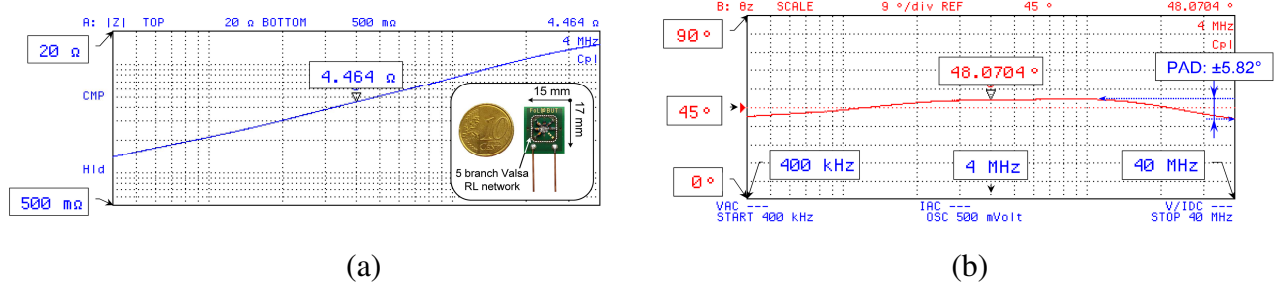 A: |Z| TOP 20 Ω BOTTOM 500 mΩ 4.464 Ω
20 Ω
4 MHz
Cpl
4.464 Ω
CMP
15 mm
17 mm
10
5 branch Valsa
RL network
Hld
500 mΩ
(a)
B: θz SCALE 9 °/div REF 45 ° 48.0704 °
90 °
4 MHz
Cpl
PAD: ±5.82°
48.0704 °
45 °
400 kHz
4 MHz
40 MHz
0 °
VAC --- IAC --- V/IDC ---
START 400 kHz OSC 500 mVolt STOP 40 MHz
(b)